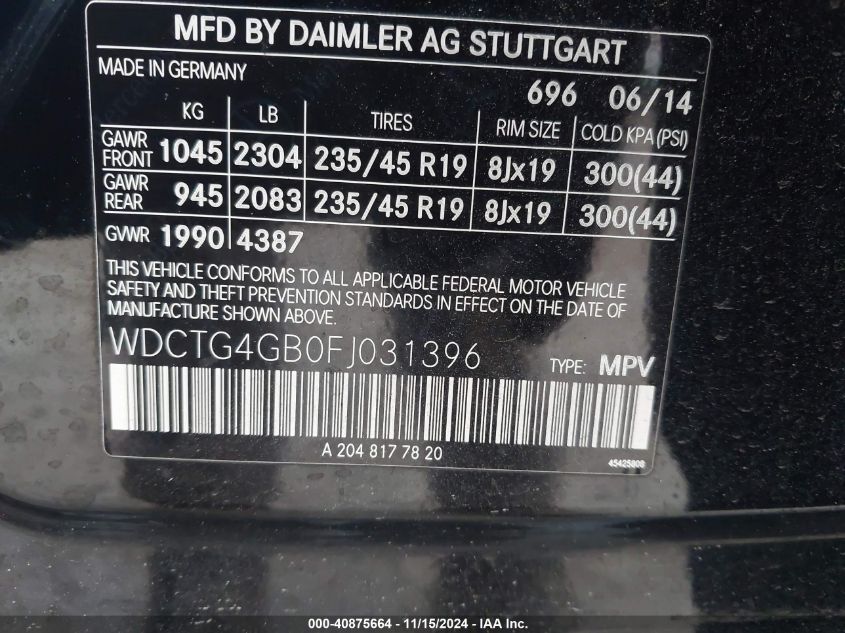 MFD BY DAIMLER AG STUTTGART
MADE IN GERMANY
696 06/14
KG LB TIRES RIM SIZE COLD KPA (PSI)
GAWR FRONT 1045 2304 235/45 R19 8Jx19 300(44)
GAWR REAR 945 2083 235/45 R19 8Jx19 300(44)
GWR 1990 4387
THIS VEHICLE CONFORMS TO ALL APPLICABLE FEDERAL MOTOR VEHICLE
SAFETY AND THEFT PREVENTION STANDARDS IN EFFECT ON THE DATE OF
MANUFACTURE SHOWN ABOVE.
WDCTG4GB0FJ031396 TYPE: MPV
A 204 817 78 20
45425808
000-40875664 - 11/15/2024 - IAA Inc.